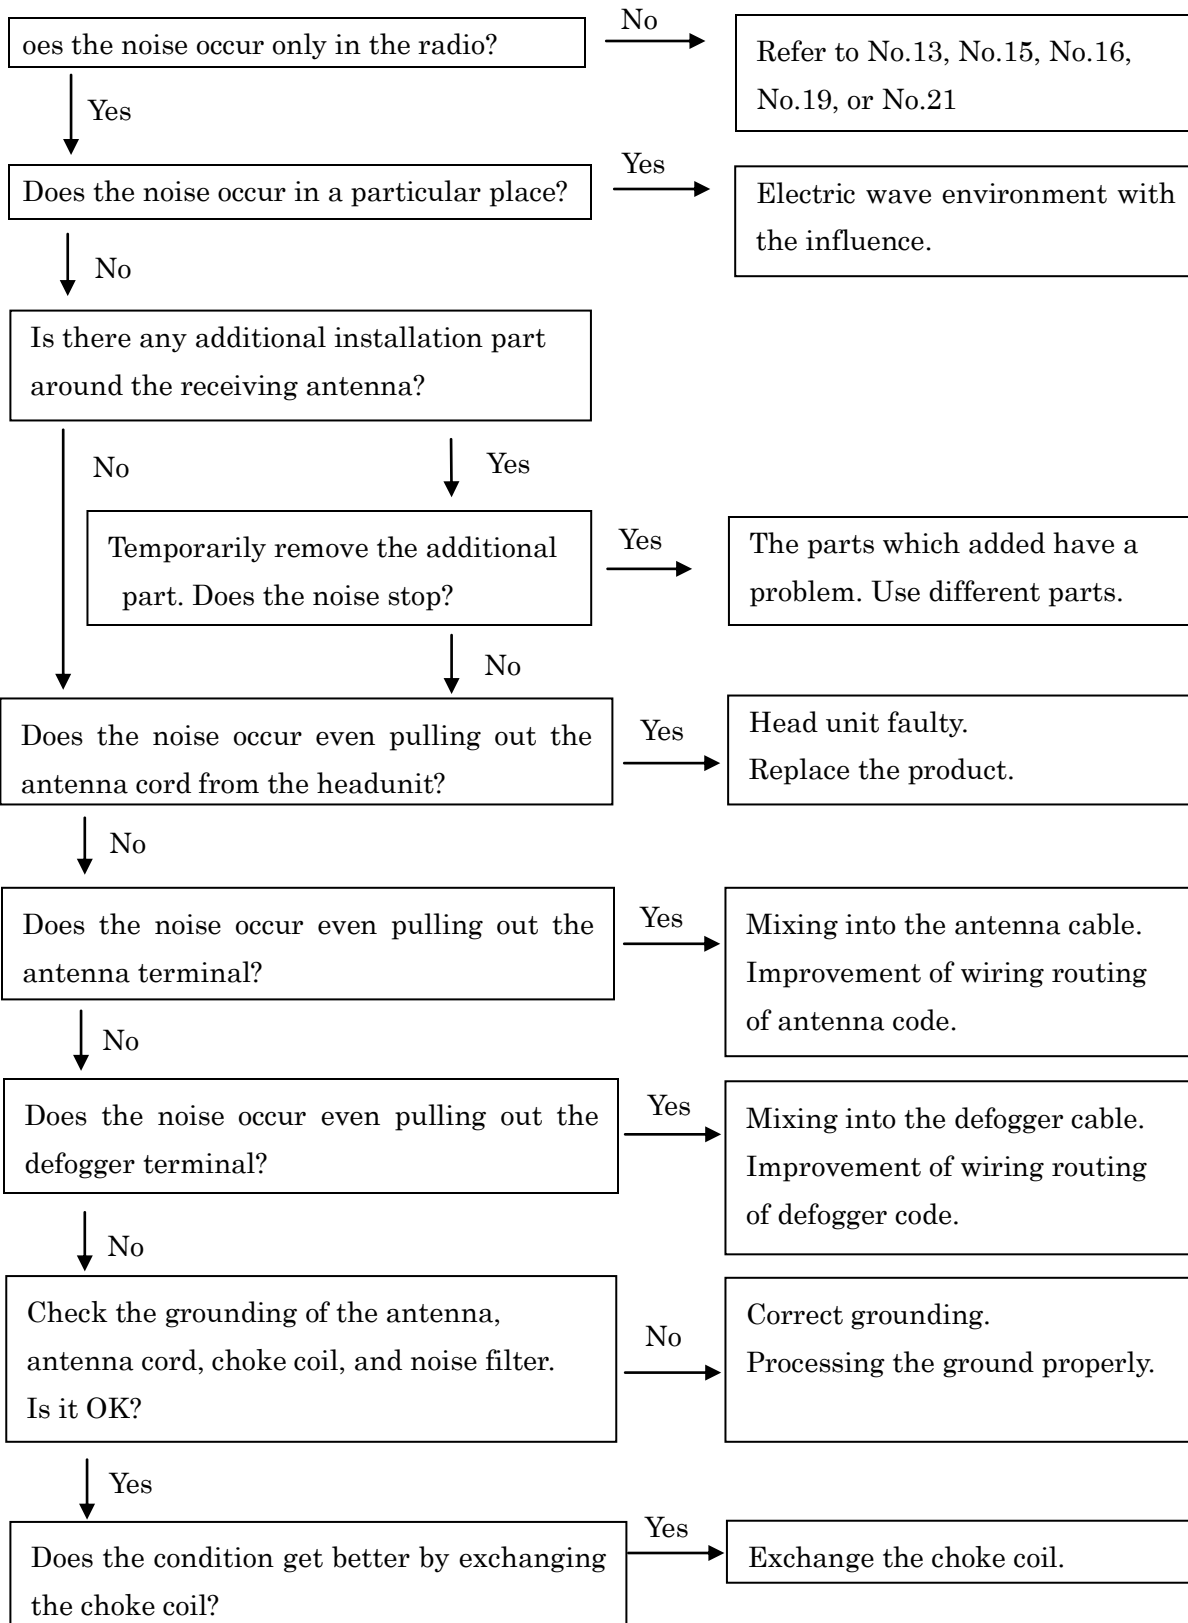 oes the noise occur only in the radio?
No
Refer to No.13, No.15, No.16,
No.19, or No.21
Yes
Does the noise occur in a particular place?
Yes
Electric wave environment with
the influence.
No
Is there any additional installation part
around the receiving antenna?
No
Yes
Temporarily remove the additional
part. Does the noise stop?
Yes
The parts which added have a
problem. Use different parts.
No
Does the noise occur even pulling out the
antenna cord from the headunit?
Yes
Head unit faulty.
Replace the product.
No
Does the noise occur even pulling out the
antenna terminal?
Yes
Mixing into the antenna cable.
Improvement of wiring routing
of antenna code.
No
Does the noise occur even pulling out the
defogger terminal?
Yes
Mixing into the defogger cable.
Improvement of wiring routing
of defogger code.
No
Check the grounding of the antenna,
antenna cord, choke coil, and noise filter.
Is it OK?
No
Correct grounding.
Processing the ground properly.
Yes
Does the condition get better by exchanging
the choke coil?
Yes
Exchange the choke coil.